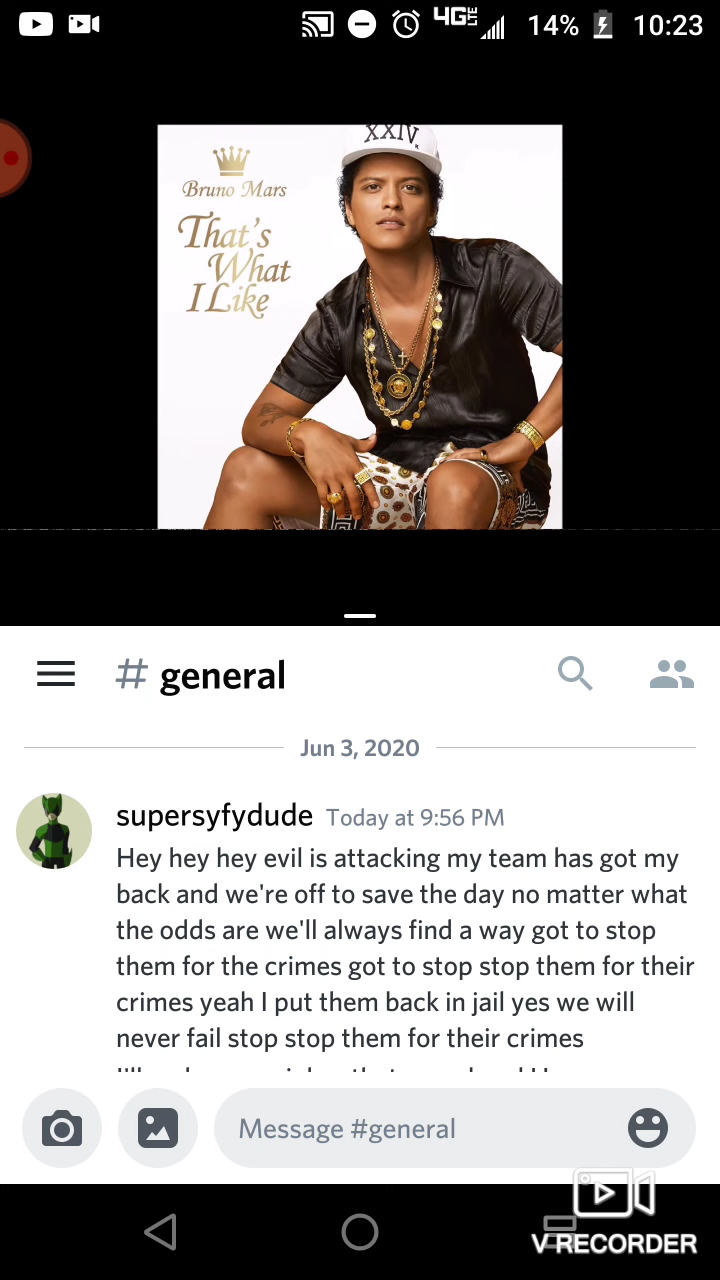 4G LTE 14% 10:23
XXIV
Bruno Mars
That's
What
I Like
# general
Jun 3, 2020
supersyfydude Today at 9:56 PM
Hey hey hey evil is attacking my team has got my
back and we're off to save the day no matter what
the odds are we'll always find a way got to stop
them for the crimes got to stop stop them for their
crimes yeah I put them back in jail yes we will
never fail stop stop them for their crimes
Message #general
V RECORDER